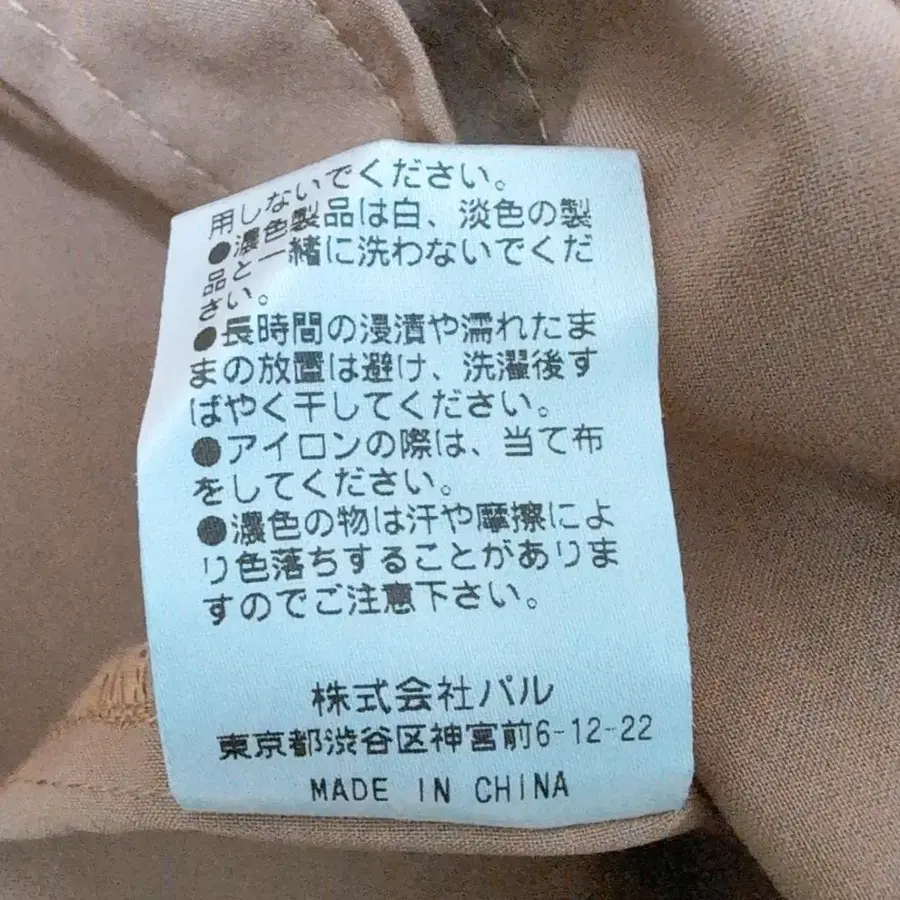 用しないでください。
●濃色製品は白、淡色の製
品と一緒に洗わないでくだ
さい。
●長時間の浸漬や濡れたま
まの放置は避け、洗濯後す
ばやく干してください。
●アイロンの際は、当て布
をしてください。
●濃色の物は汗や摩擦によ
り色落ちすることがありま
すのでご注意下さい。
株式会社パル
東京都渋谷区神宮前6-12-22
MADE IN CHINA